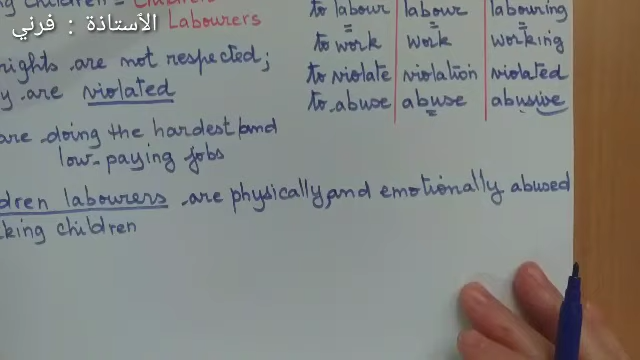 children = Children
Labourers
الأستاذة : فرني
rights are not respected;
y are violated
are doing the hardest and
low-paying jobs
dren labourers are physically, and emotionally abused
king children
to labour labour labouring
to work work working
to violate violation violated
to abuse abuse abusive